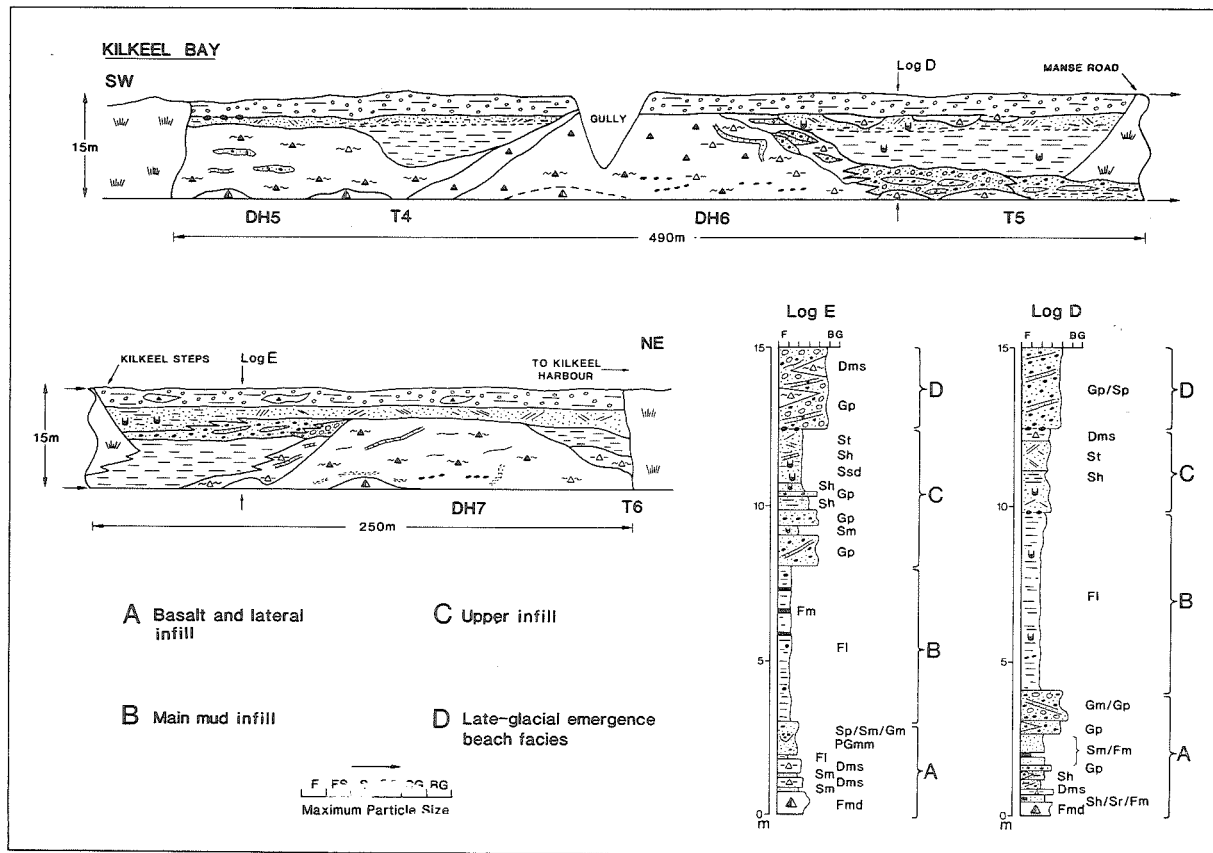 KILKEEL BAY
SW
Log D
MANSE ROAD
GULLY
15m
DH5
T4
DH6
T5
490m
NE
KILKEEL STEPS
Log E
TO KILKEEL
HARBOUR
15m
DH7
T6
250m
A Basalt and lateral
infill
C Upper infill
B Main mud infill
D Late-glacial emergence
beach facies
F
Maximum Particle Size
Log E
F BG
15
Dms
Gp
D
St
Sh
Ssd
Sh
Gp
Sh
10
Gp
Sm
Gp
C
Fm
Fl
5
B
Sp/Sm/Gm
PGmm
Fl
Dms
Sm
Dms
Sm
Fmd
A
0
m
Log D
F BG
15
Gp/Sp
D
Dms
St
Sh
C
10
Fl
B
5
Gm/Gp
Gp
Sm/Fm
Gp
Sh
Dms
Sh/Sr/Fm
Fmd
A
0
m